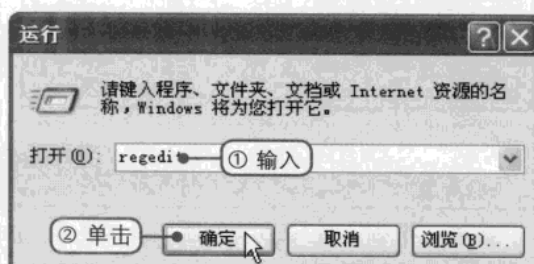 运行
请键入程序、文件夹、文档或 Internet 资源的名
称，Windows 将为您打开它。
打开(O): regedit
① 输入
② 单击
确定
取消
浏览(B)...